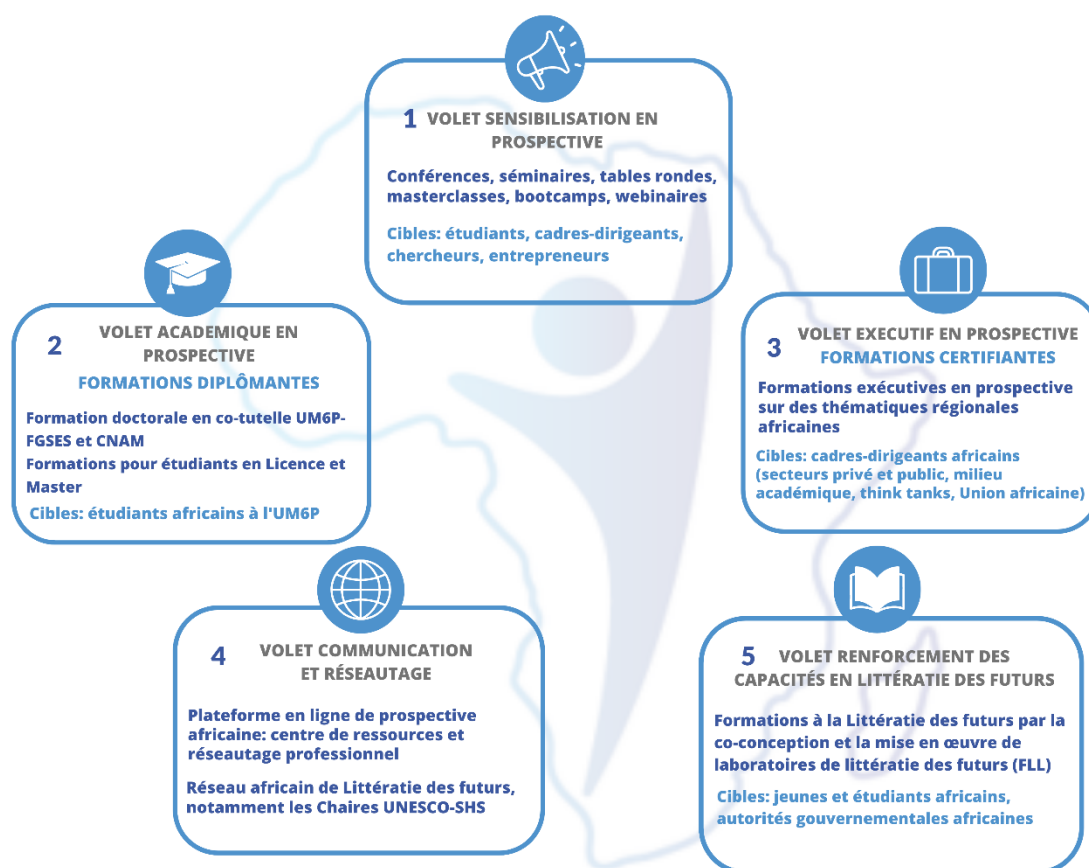 1 VOLET SENSIBILISATION EN
PROSPECTIVE
Conférences, séminaires, tables rondes,
masterclasses, bootcamps, webinaires
Cibles: étudiants, cadres-dirigeants,
chercheurs, entrepreneurs
2 VOLET ACADEMIQUE EN
PROSPECTIVE
FORMATIONS DIPLÔMANTES
Formation doctorale en co-tutelle UM6P-
FGSES et CNAM
Formations pour étudiants en Licence et
Master
Cibles: étudiants africains à l'UM6P
3 VOLET EXECUTIF EN PROSPECTIVE
FORMATIONS CERTIFIANTES
Formations exécutives en prospective
sur des thématiques régionales
africaines
Cibles: cadres-dirigeants africains
(secteurs privé et public, milieu
académique, think tanks, Union africaine)
4 VOLET COMMUNICATION
ET RÉSEAUTAGE
Plateforme en ligne de prospective
africaine: centre de ressources et
réseautage professionnel
Réseau africain de Littératie des futurs,
notamment les Chaires UNESCO-SHS
5 VOLET RENFORCEMENT DES
CAPACITÉS EN LITTÉRATIE DES FUTURS
Formations à la Littératie des futurs par la
co-conception et la mise en œuvre de
laboratoires de littératie des futurs (FLL)
Cibles: jeunes et étudiants africains,
autorités gouvernementales africaines